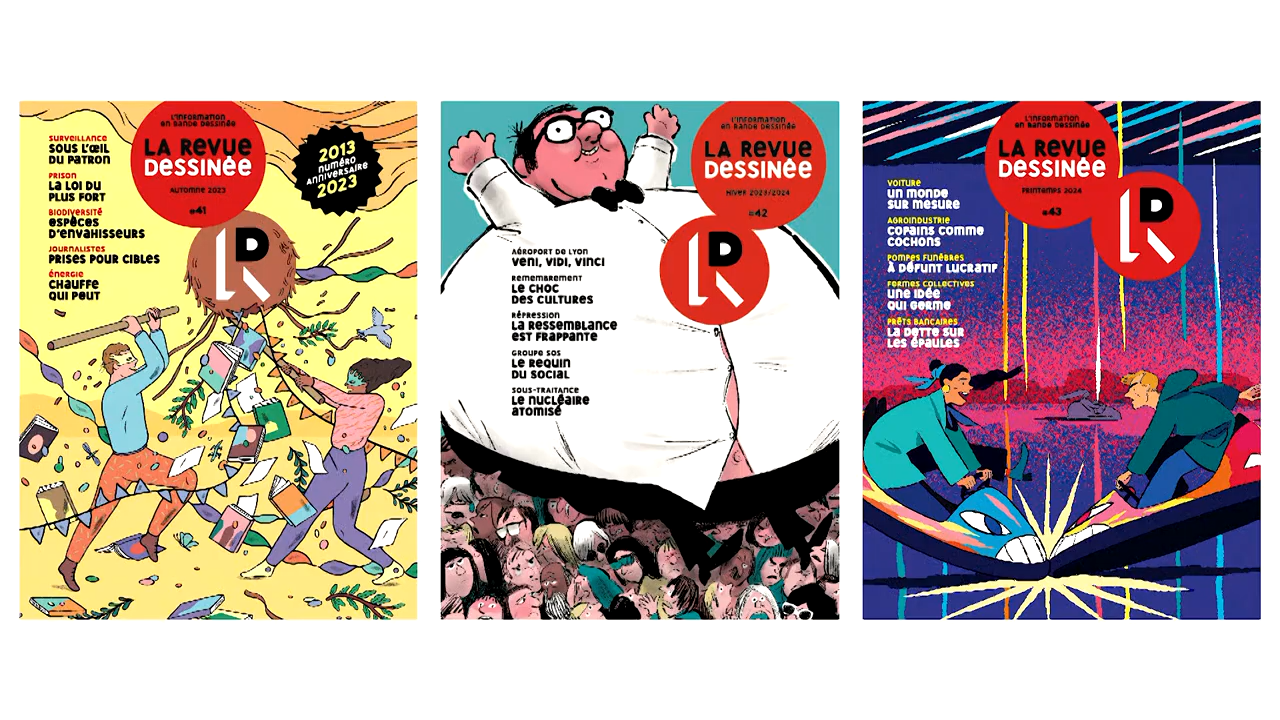 L'INFORMATION
EN BANDE DESSINÉE
LA REVUE
DESSINÉE
AUTOMNE 2023
#41
2013
NUMÉRO
ANNIVERSAIRE
2023
SURVEILLANCE
SOUS L'ŒIL
DU PATRON
PRISON
LA LOI DU
PLUS FORT
BIODIVERSITÉ
ESPÈCES
D'ENVAHISSEURS
JOURNALISTES
PRISES POUR CIBLES
ÉNERGIE
CHAUFFE
QUI PEUT
L'INFORMATION
EN BANDE DESSINÉE
LA REVUE
DESSINÉE
HIVER 2023/2024
#42
AÉROPORT DE LYON
VENI, VIDI, VINCI
REMEMBREMENT
LE CHOC
DES CULTURES
RÉPRESSION
LA RESSEMBLANCE
EST FRAPPANTE
GROUPE SOS
LE REQUIN
DU SOCIAL
SOUS-TRAITANCE
LE NUCLÉAIRE
ATOMISÉ
L'INFORMATION
EN BANDE DESSINÉE
LA REVUE
DESSINÉE
PRINTEMPS 2024
#43
VOITURE
UN MONDE
SUR MESURE
AGROINDUSTRIE
COPAINS COMME
COCHONS
POMPES FUNÈBRES
À DÉFUNT LUCRATIF
FERMES COLLECTIVES
UNE IDÉE
QUI GERME
PRÊTS BANCAIRES
LA DETTE SUR
LES ÉPAULES